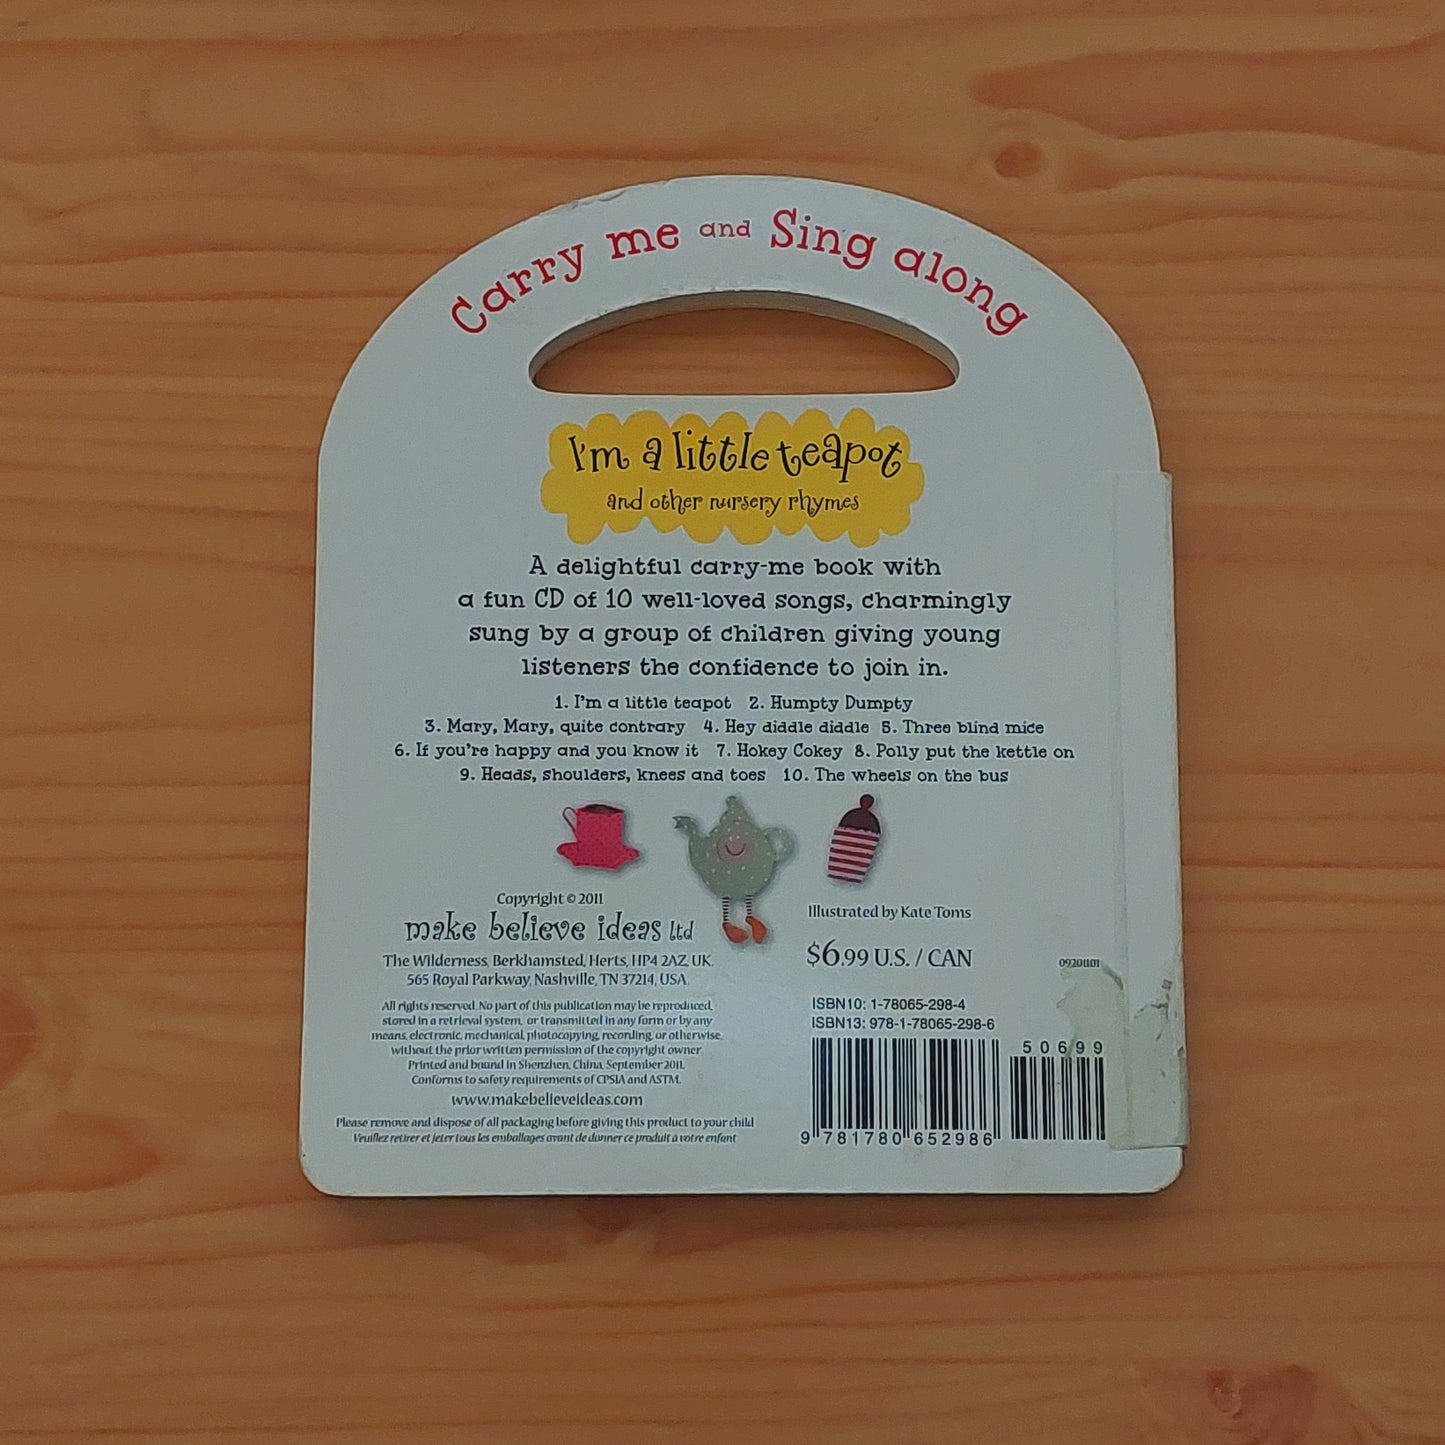 Carry me and Sing along
I'm a little teapot
and other nursery rhymes
A delightful carry-me book with
a fun CD of 10 well-loved songs, charmingly
sung by a group of children giving young
listeners the confidence to join in.
1. I'm a little teapot 2. Humpty Dumpty
3. Mary, Mary, quite contrary 4. Hey diddle diddle 5. Three blind mice
6. If you're happy and you know it 7. Hokey Cokey 8. Polly put the kettle on
9. Heads, shoulders, knees and toes 10. The wheels on the bus
Copyright © 2011
make believe ideas ltd
The Wilderness, Berkhamsted, Herts, HP4 2AZ, UK.
565 Royal Parkway, Nashville, TN 37214, USA.
All rights reserved. No part of this publication may be reproduced,
stored in a retrieval system, or transmitted in any form or by any
means, electronic, mechanical, photocopying, recording, or otherwise,
without the prior written permission of the copyright owner.
Printed and bound in Shenzhen, China, September 2011.
Conforms to safety requirements of CPSIA and ASTM.
www.makebelieveideas.com
Please remove and dispose of all packaging before giving this product to your child
Veuillez retirer et jeter tous les emballages avant de donner ce produit à votre enfant
Illustrated by Kate Toms
$6.99 U.S. / CAN
09201101
ISBN10: 1-78065-298-4
ISBN13: 978-1-78065-298-6
50699
9 781780 652986